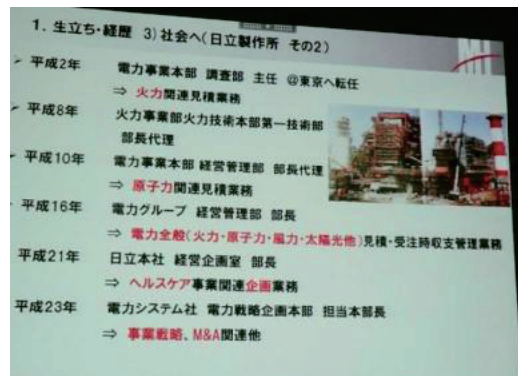 1. 生立ち・経歴 3)社会へ(日立製作所 その2)
平成2年 電力事業本部 調査部 主任 @東京へ転任
⇒ 火力関連見積業務
平成8年 火力事業部火力技術本部第一技術部
部長代理
平成10年 電力事業本部 経営管理部 部長代理
⇒ 原子力関連見積業務
平成16年 電力グループ 経営管理部 部長
⇒ 電力全般(火力・原子力・風力・太陽光他)見積・受注時収支管理業務
平成21年 日立本社 経営企画室 部長
⇒ ヘルスケア事業関連企画業務
平成23年 電力システム社 電力戦略企画本部 担当本部長
⇒ 事業戦略、M&A関連他